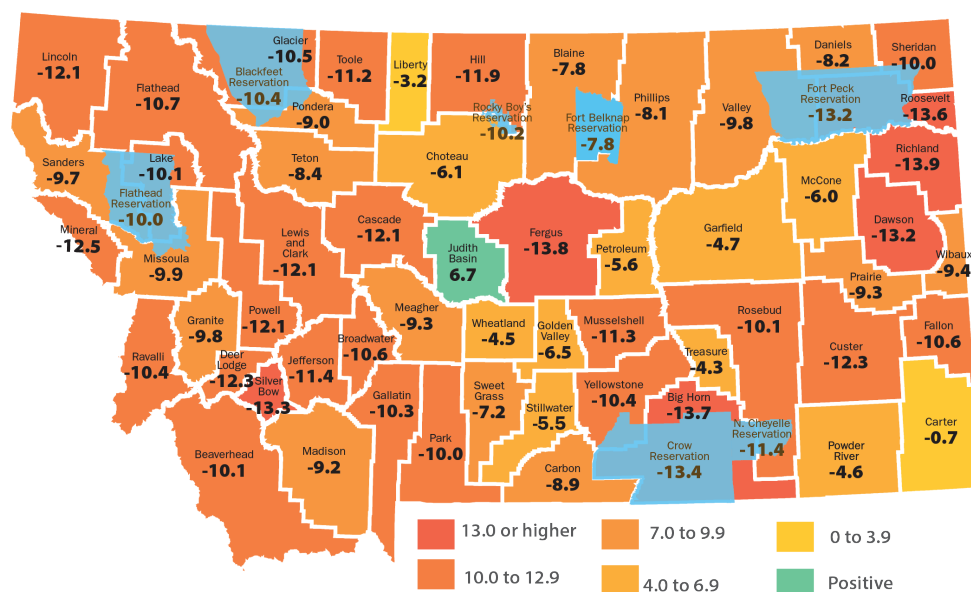 Lincoln
-12.1
Flathead
-10.7
Glacier
-10.5
Blackfeet
Reservation
-10.4
Toole
-11.2
Liberty
-3.2
Hill
-11.9
Blaine
-7.8
Phillips
-8.1
Valley
-9.8
Daniels
-8.2
Sheridan
-10.0
Fort Peck
Reservation
-13.2
Roosevelt
-13.6
Pondera
-9.0
Rocky Boy's
Reservation
-10.2
Fort Belknap
Reservation
-7.8
Sanders
-9.7
Lake
-10.1
Flathead
Reservation
-10.0
Teton
-8.4
Choteau
-6.1
McCone
-6.0
Richland
-13.9
Mineral
-12.5
Missoula
-9.9
Lewis
and
Clark
-12.1
Cascade
-12.1
Judith
Basin
6.7
Fergus
-13.8
Petroleum
-5.6
Garfield
-4.7
Dawson
-13.2
Wibaux
-9.4
Prairie
-9.3
Granite
-9.8
Powell
-12.1
Meagher
-9.3
Broadwater
-10.6
Wheatland
-4.5
Golden
Valley
-6.5
Musselshell
-11.3
Rosebud
-10.1
Treasure
-4.3
Custer
-12.3
Fallon
-10.6
Ravalli
-10.4
Deer
Lodge
-12.3
Silver
Bow
-13.3
Jefferson
-11.4
Gallatin
-10.3
Park
-10.0
Sweet
Grass
-7.2
Stillwater
-5.5
Yellowstone
-10.4
Big Horn
-13.7
N. Cheyelle
Reservation
-11.4
Crow
Reservation
-13.4
Carter
-0.7
Powder
River
-4.6
Beaverhead
-10.1
Madison
-9.2
Carbon
-8.9
13.0 or higher
7.0 to 9.9
0 to 3.9
10.0 to 12.9
4.0 to 6.9
Positive